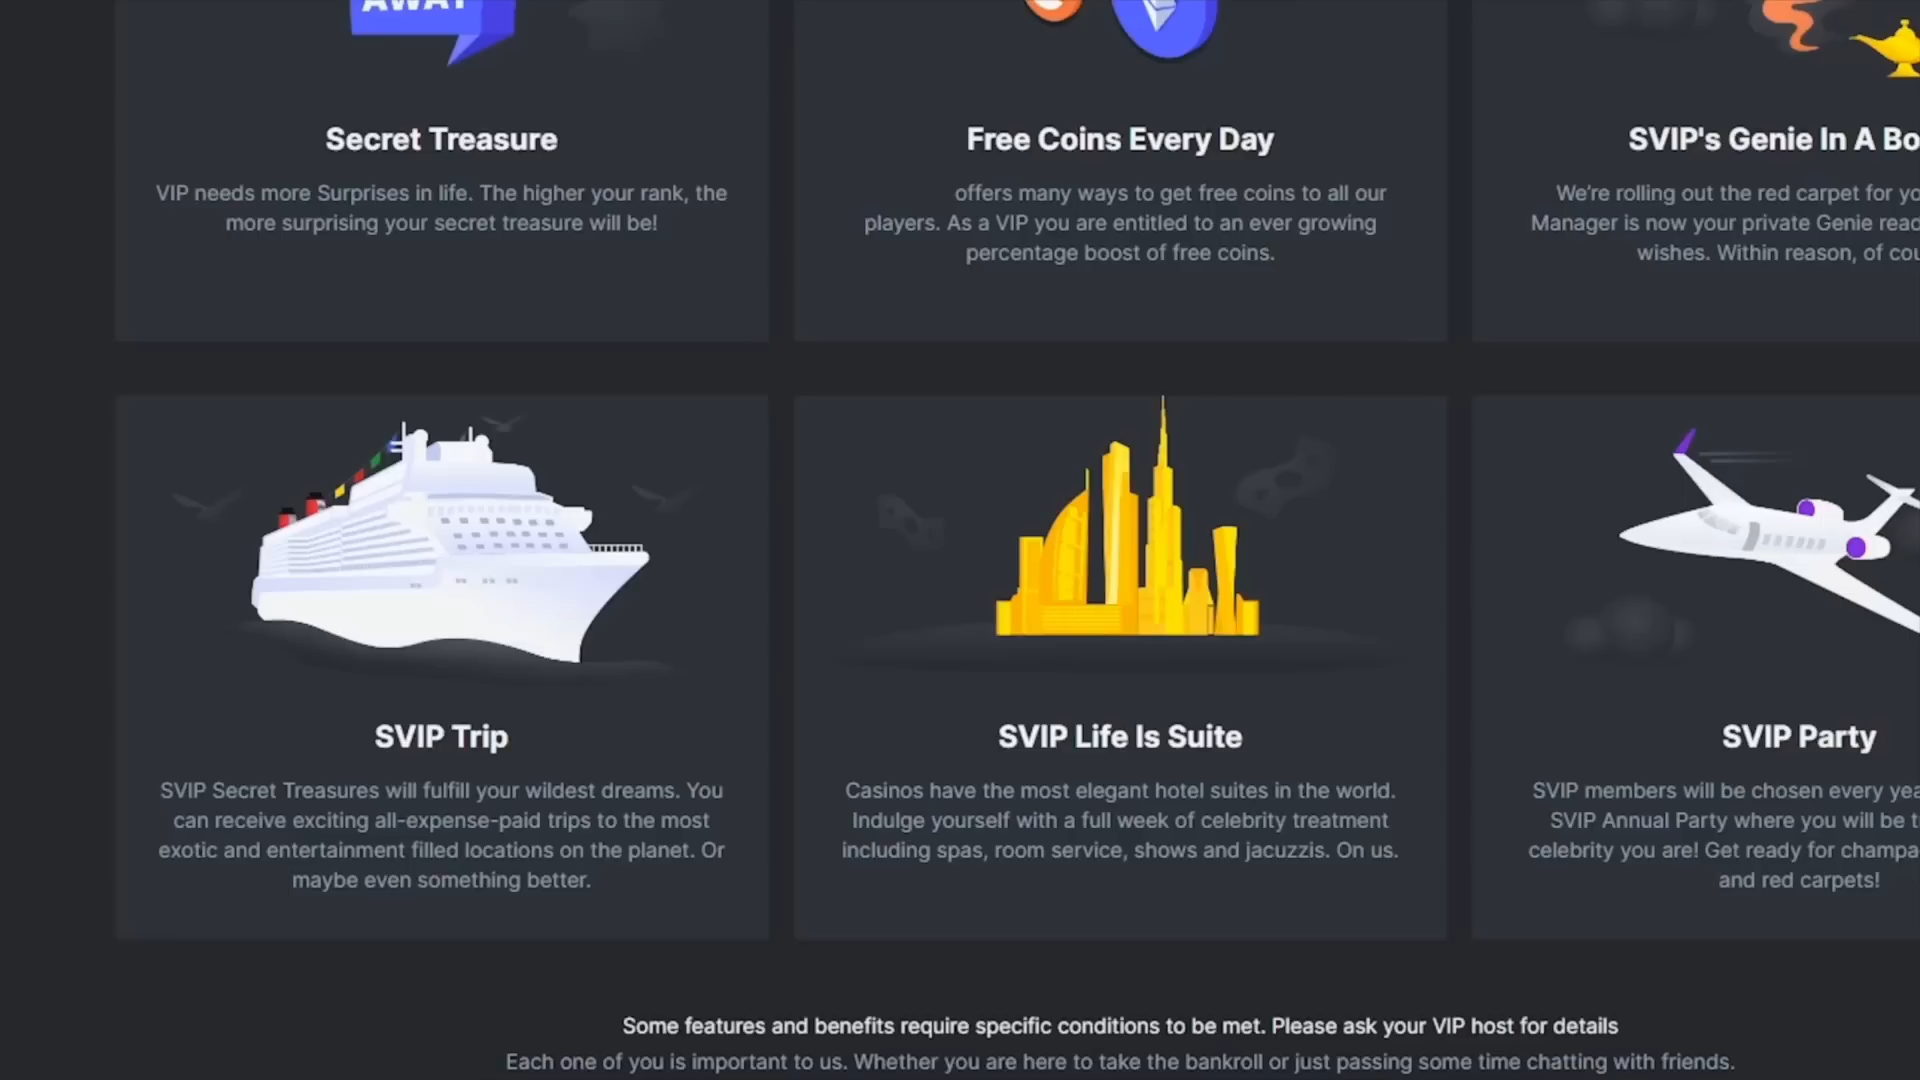 AWAY
Secret Treasure
VIP needs more Surprises in life. The higher your rank, the
more surprising your secret treasure will be!
Free Coins Every Day
offers many ways to get free coins to all our
players. As a VIP you are entitled to an ever growing
percentage boost of free coins.
SVIP's Genie In A Bo
We're rolling out the red carpet for yo
Manager is now your private Genie read
wishes. Within reason, of cou
SVIP Trip
SVIP Secret Treasures will fulfill your wildest dreams. You
can receive exciting all-expense-paid trips to the most
exotic and entertainment filled locations on the planet. Or
maybe even something better.
SVIP Life Is Suite
Casinos have the most elegant hotel suites in the world.
Indulge yourself with a full week of celebrity treatment
including spas, room service, shows and jacuzzis. On us.
SVIP Party
SVIP members will be chosen every yea
SVIP Annual Party where you will be t
celebrity you are! Get ready for champa
and red carpets!
Some features and benefits require specific conditions to be met. Please ask your VIP host for details
Each one of you is important to us. Whether you are here to take the bankroll or just passing some time chatting with friends.